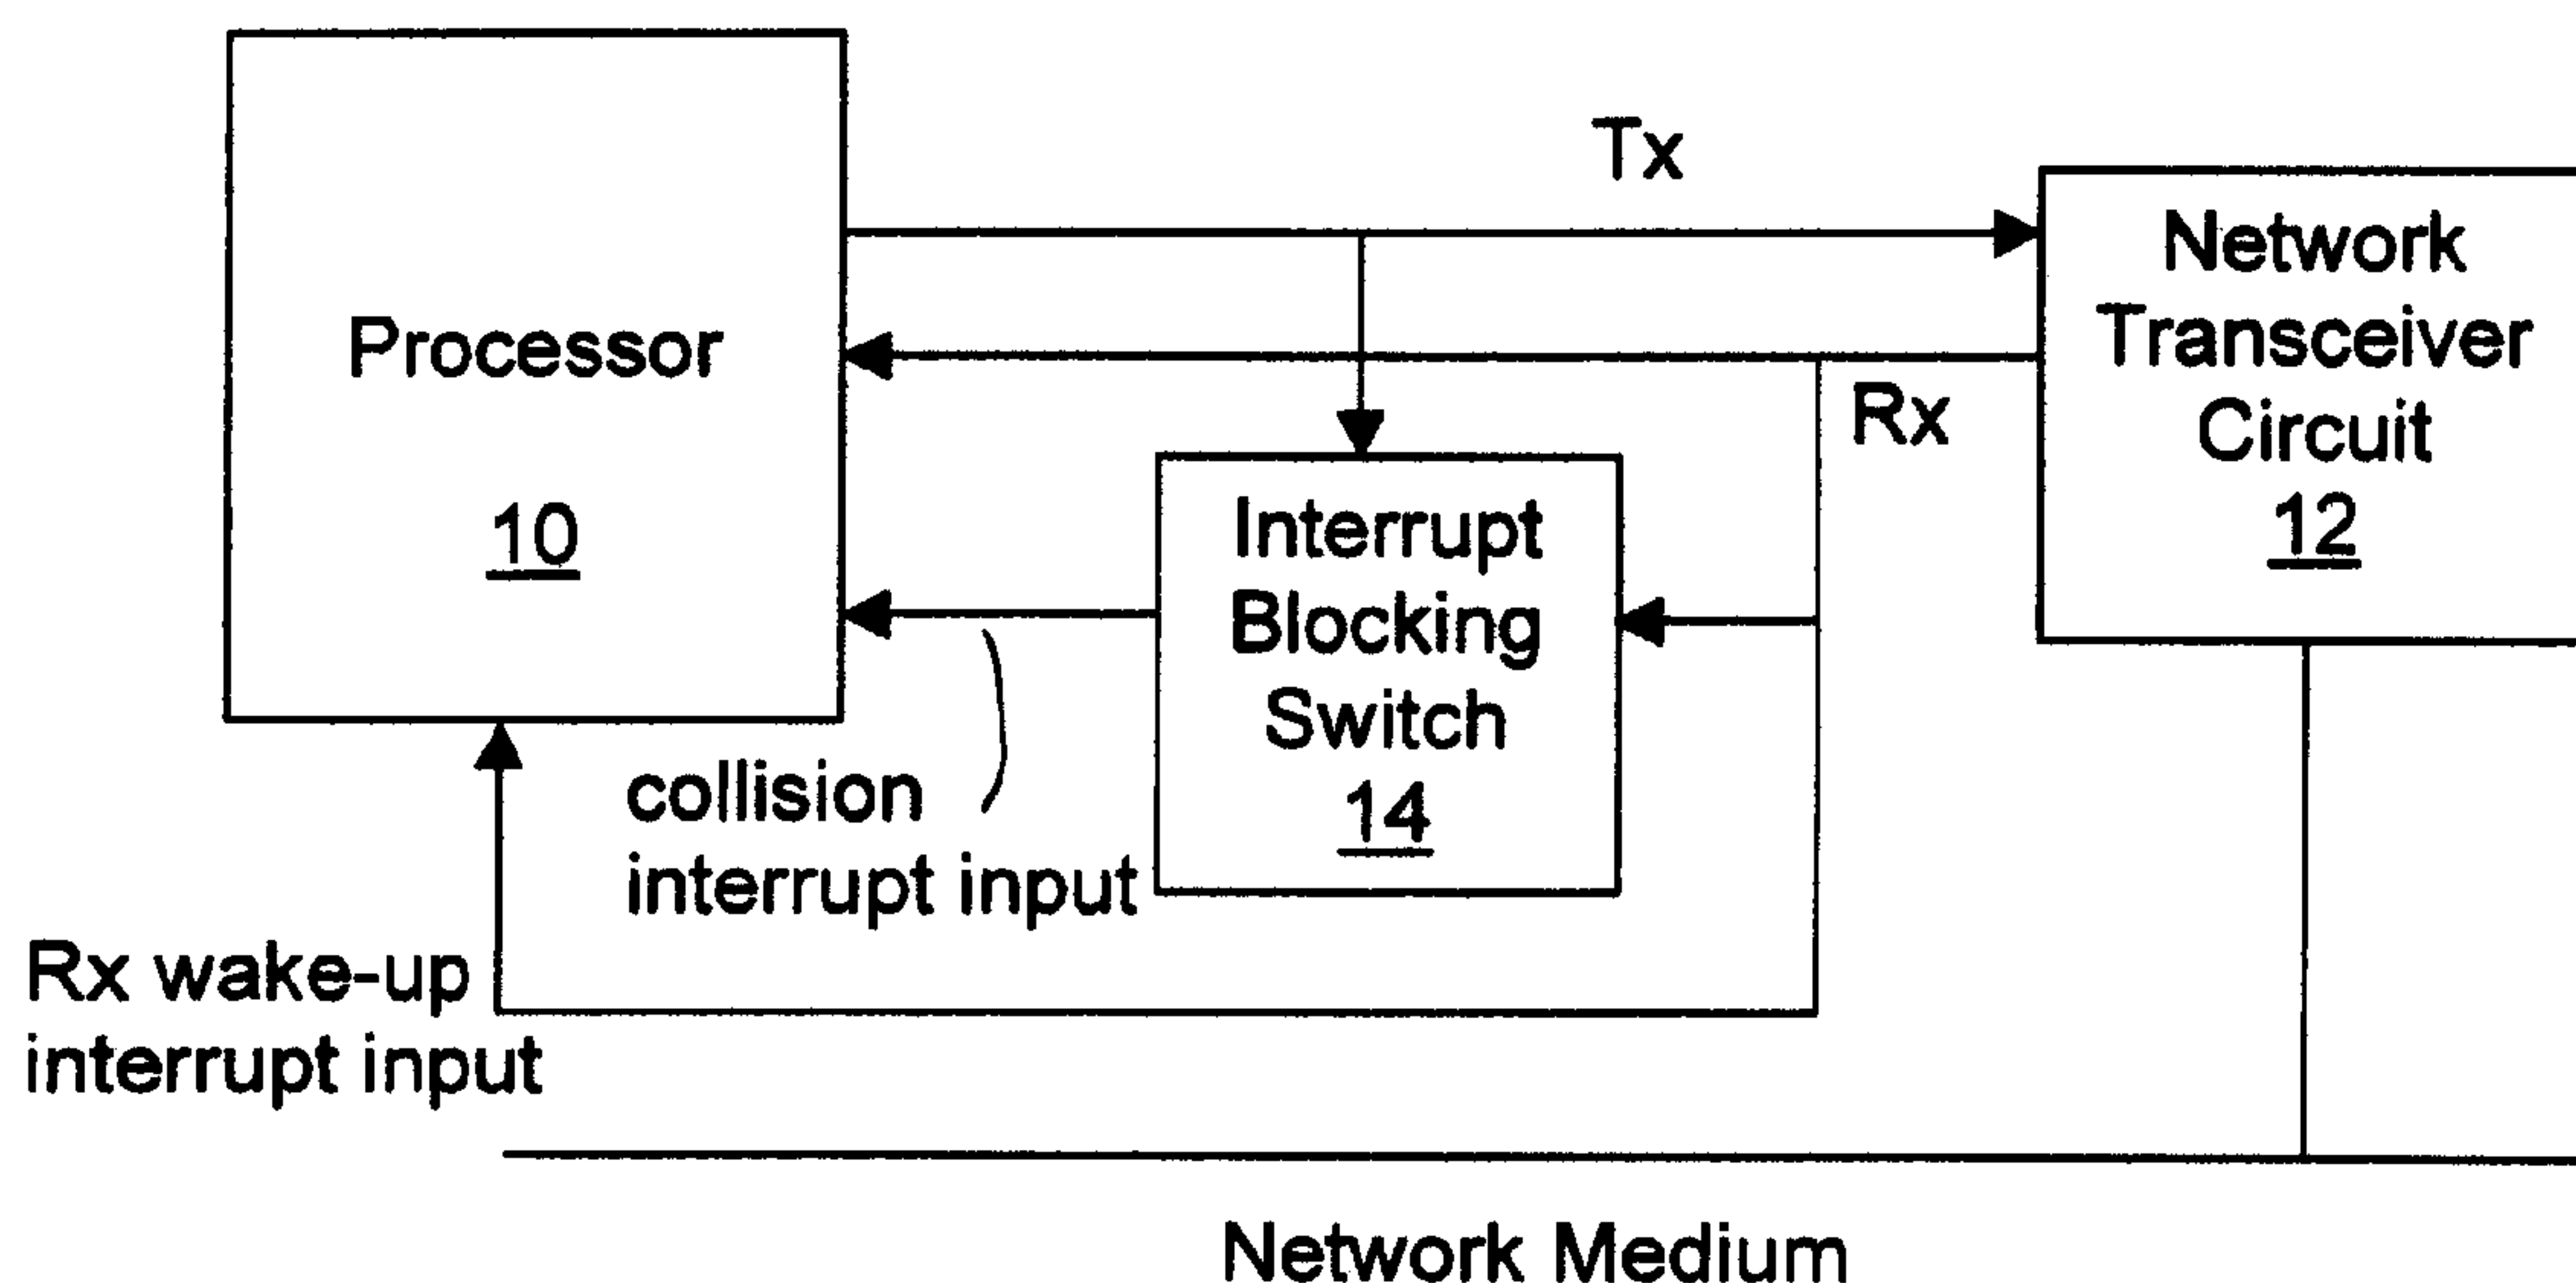 Tx
Processor
10
Network
Transceiver
Circuit
12
Rx
Interrupt
Blocking
Switch
14
collision
interrupt input
Rx wake-up
interrupt input
Network Medium